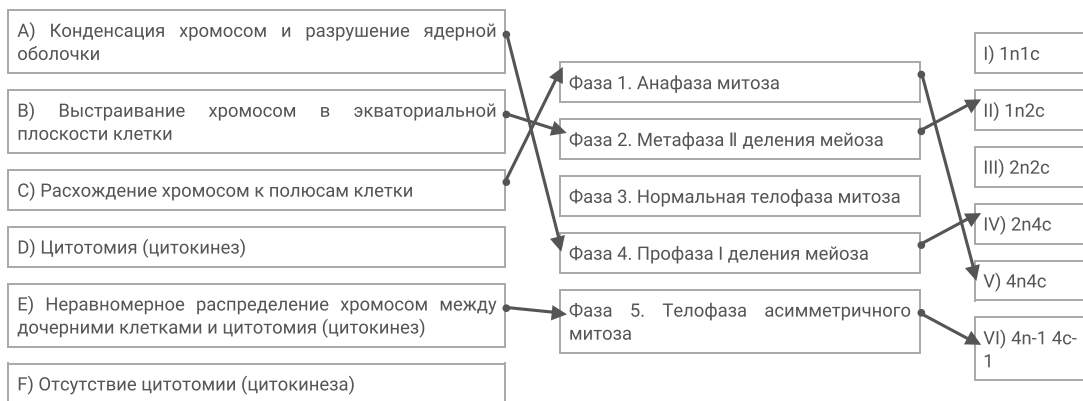 A) Конденсация хромосом и разрушение ядерной
оболочки
B) Выстраивание хромосом в экваториальной
плоскости клетки
C) Расхождение хромосом к полюсам клетки
D) Цитотомия (цитокинез)
E) Неравномерное распределение хромосом между
дочерними клетками и цитотомия (цитокинез)
F) Отсутствие цитотомии (цитокинеза)
Фаза 1. Анафаза митоза
Фаза 2. Метафаза II деления мейоза
Фаза 3. Нормальная телофаза митоза
Фаза 4. Профаза I деления мейоза
Фаза 5. Телофаза асимметричного
митоза
I) 1n1c
II) 1n2c
III) 2n2c
IV) 2n4c
V) 4n4c
VI) 4n-1 4c-
1